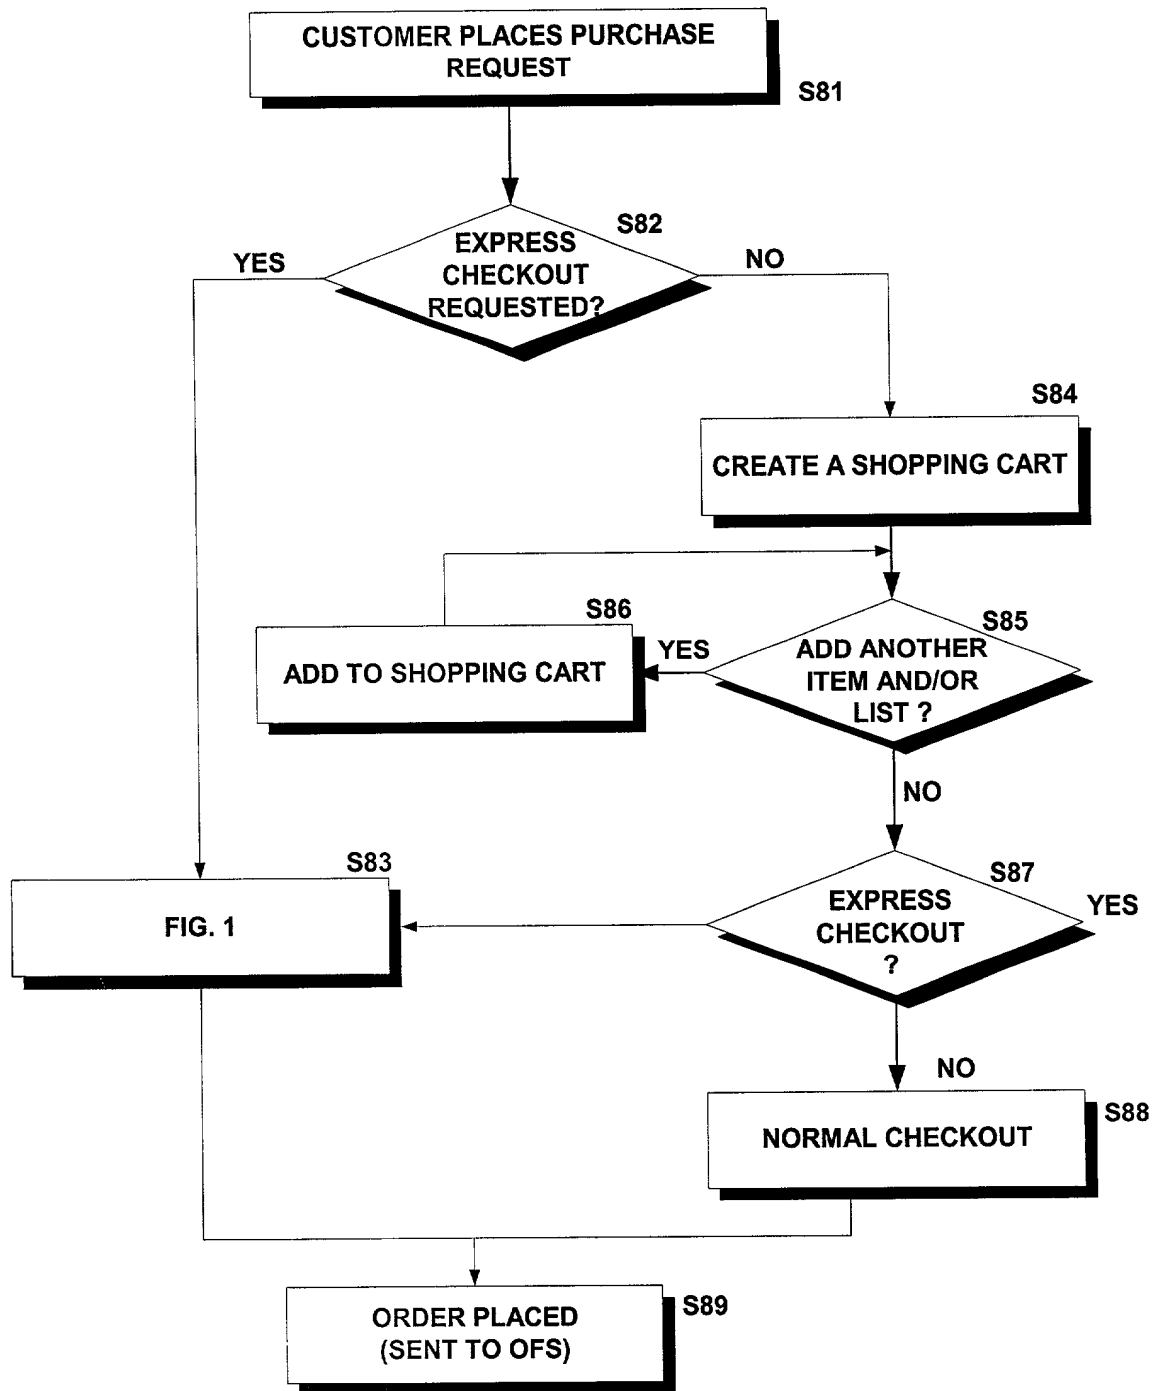 CUSTOMER PLACES PURCHASE
REQUEST
S81
S82
EXPRESS
CHECKOUT
REQUESTED?
YES
NO
S84
CREATE A SHOPPING CART
S86
ADD TO SHOPPING CART
YES
S85
ADD ANOTHER
ITEM AND/OR
LIST ?
NO
S83
FIG. 1
S87
EXPRESS
CHECKOUT
?
YES
NO
S88
NORMAL CHECKOUT
S89
ORDER PLACED
(SENT TO OFS)